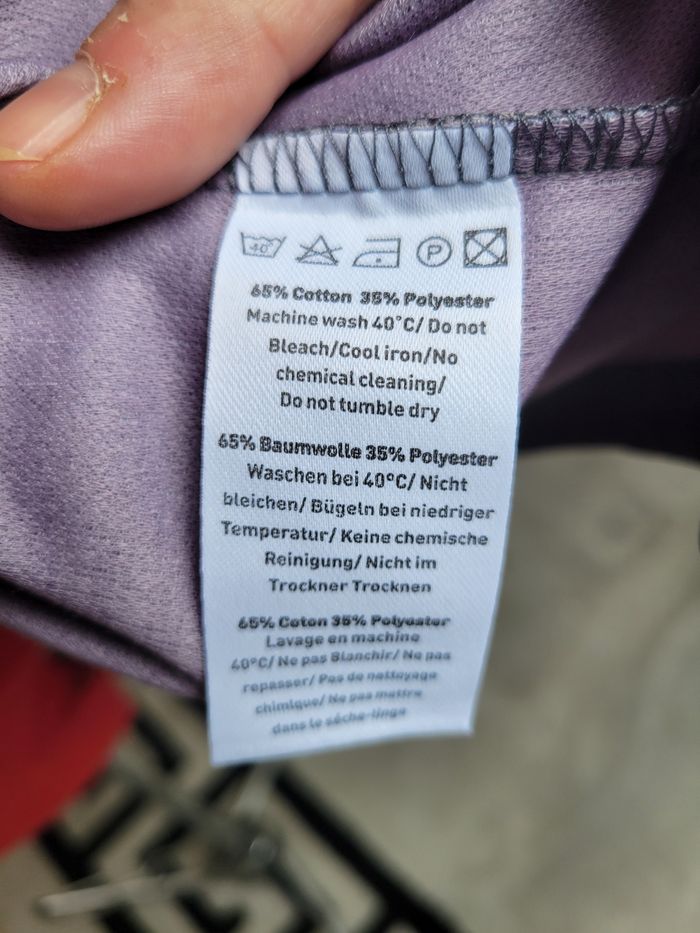 40°
P
65% Cotton 35% Polyester
Machine wash 40°C/ Do not
Bleach/Cool iron/No
chemical cleaning/
Do not tumble dry
65% Baumwolle 35% Polyester
Waschen bei 40°C/ Nicht
bleichen/ Bügeln bei niedriger
Temperatur/ Keine chemische
Reinigung/ Nicht im
Trockner Trocknen
65% Coton 35% Polyester
Lavage en machine
40°C/ Ne pas Blanchir/ Ne pas
repasser/ Pas de nettoyage
chimique/ Ne pas mettre
dans le sèche-linge